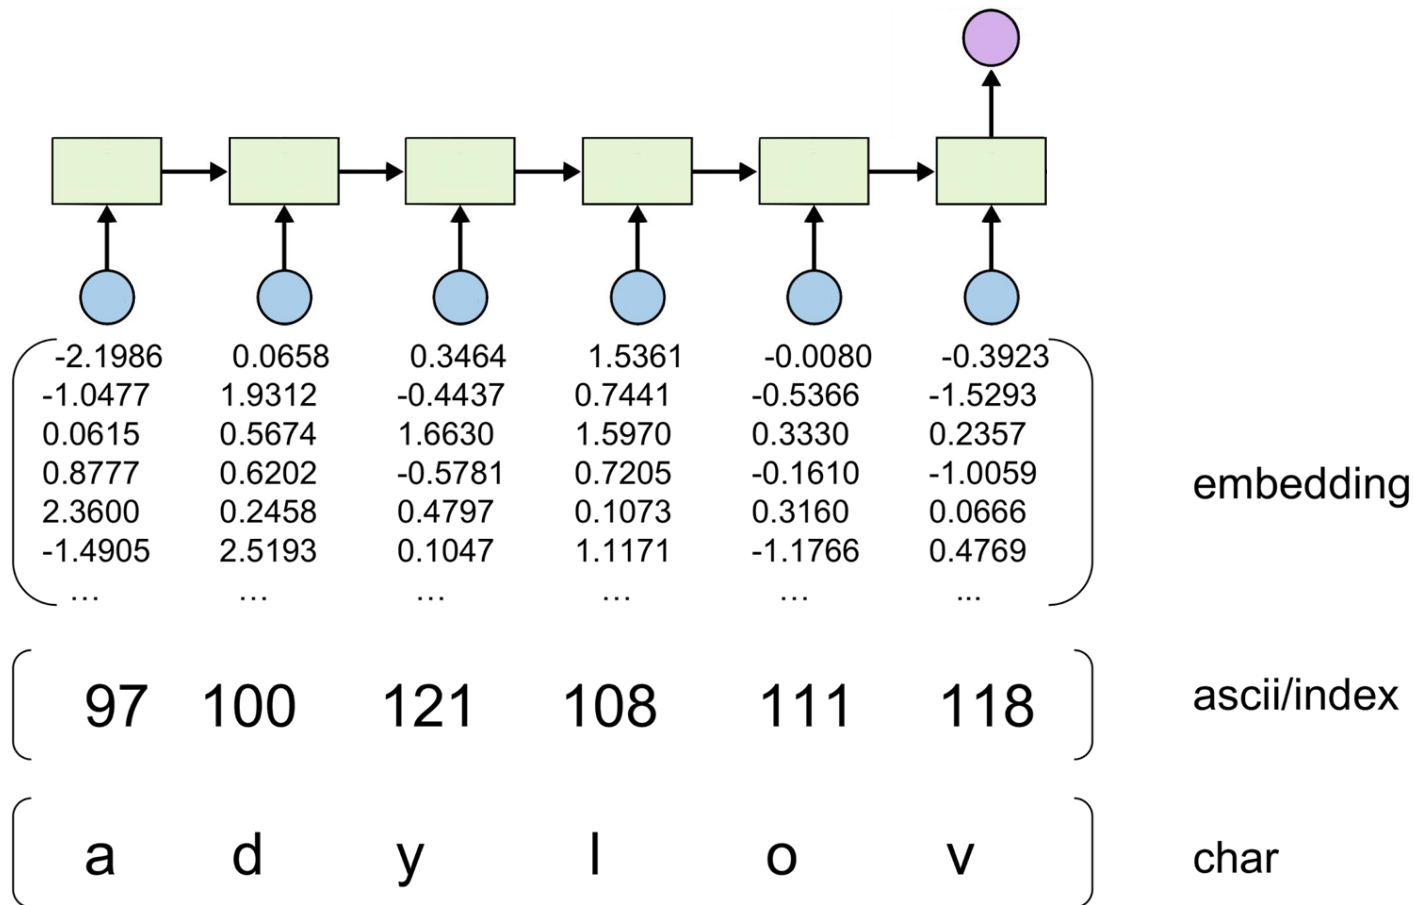 -2.1986 0.0658 0.3464 1.5361 -0.0080 -0.3923
-1.0477 1.9312 -0.4437 0.7441 -0.5366 -1.5293
0.0615 0.5674 1.6630 1.5970 0.3330 0.2357
0.8777 0.6202 -0.5781 0.7205 -0.1610 -1.0059
embedding
2.3600 0.2458 0.4797 0.1073 0.3160 0.0666
-1.4905 2.5193 0.1047 1.1171 -1.1766 0.4769
... ... ... ... ... ...
97 100 121 108 111 118 ascii/index
a d y l o v char